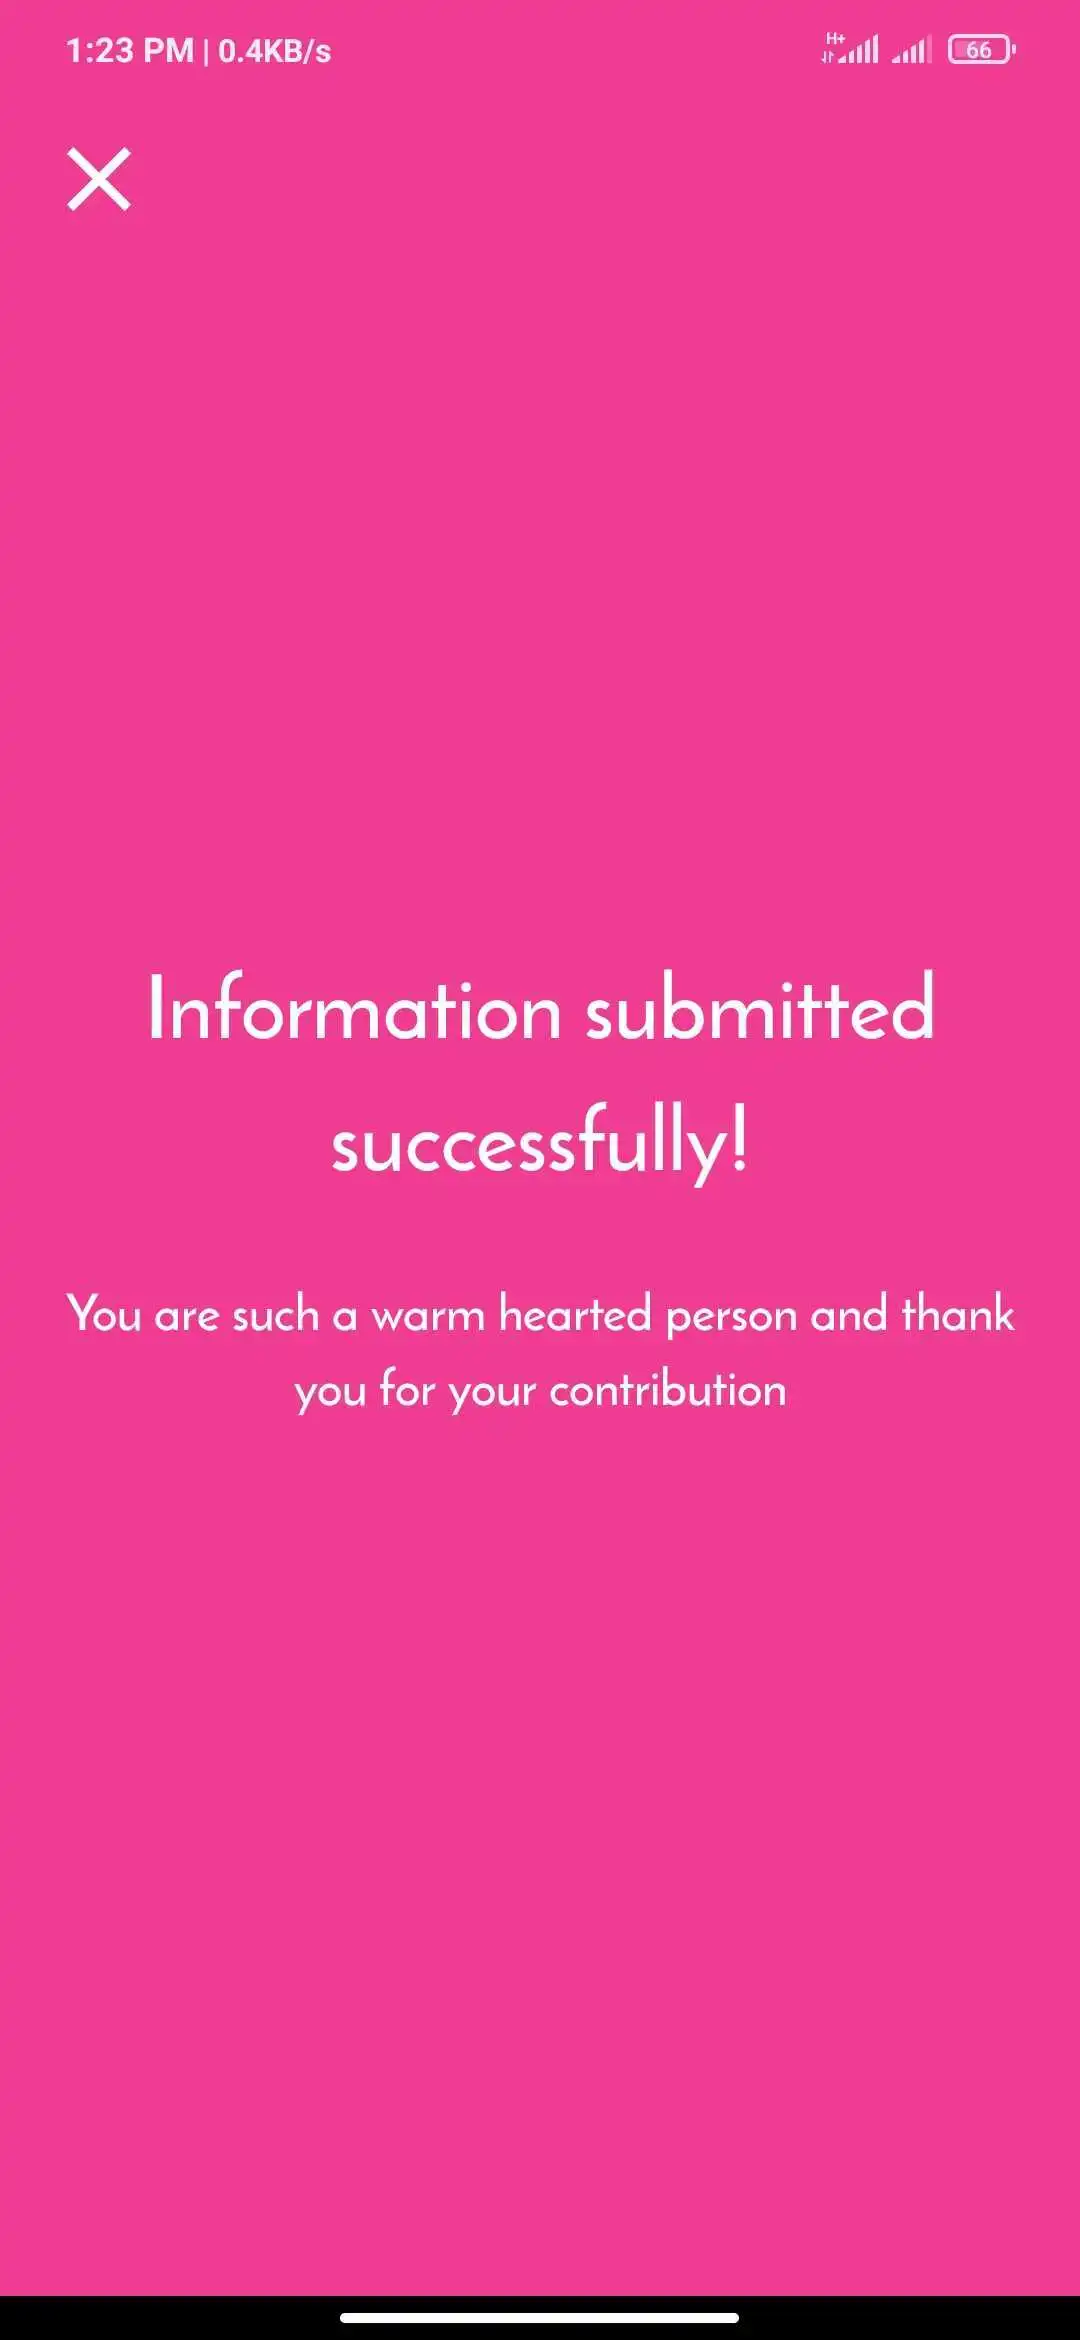 1:23 PM | 0.4KB/s H+ 66
Information submitted
successfully!
You are such a warm hearted person and thank
you for your contribution